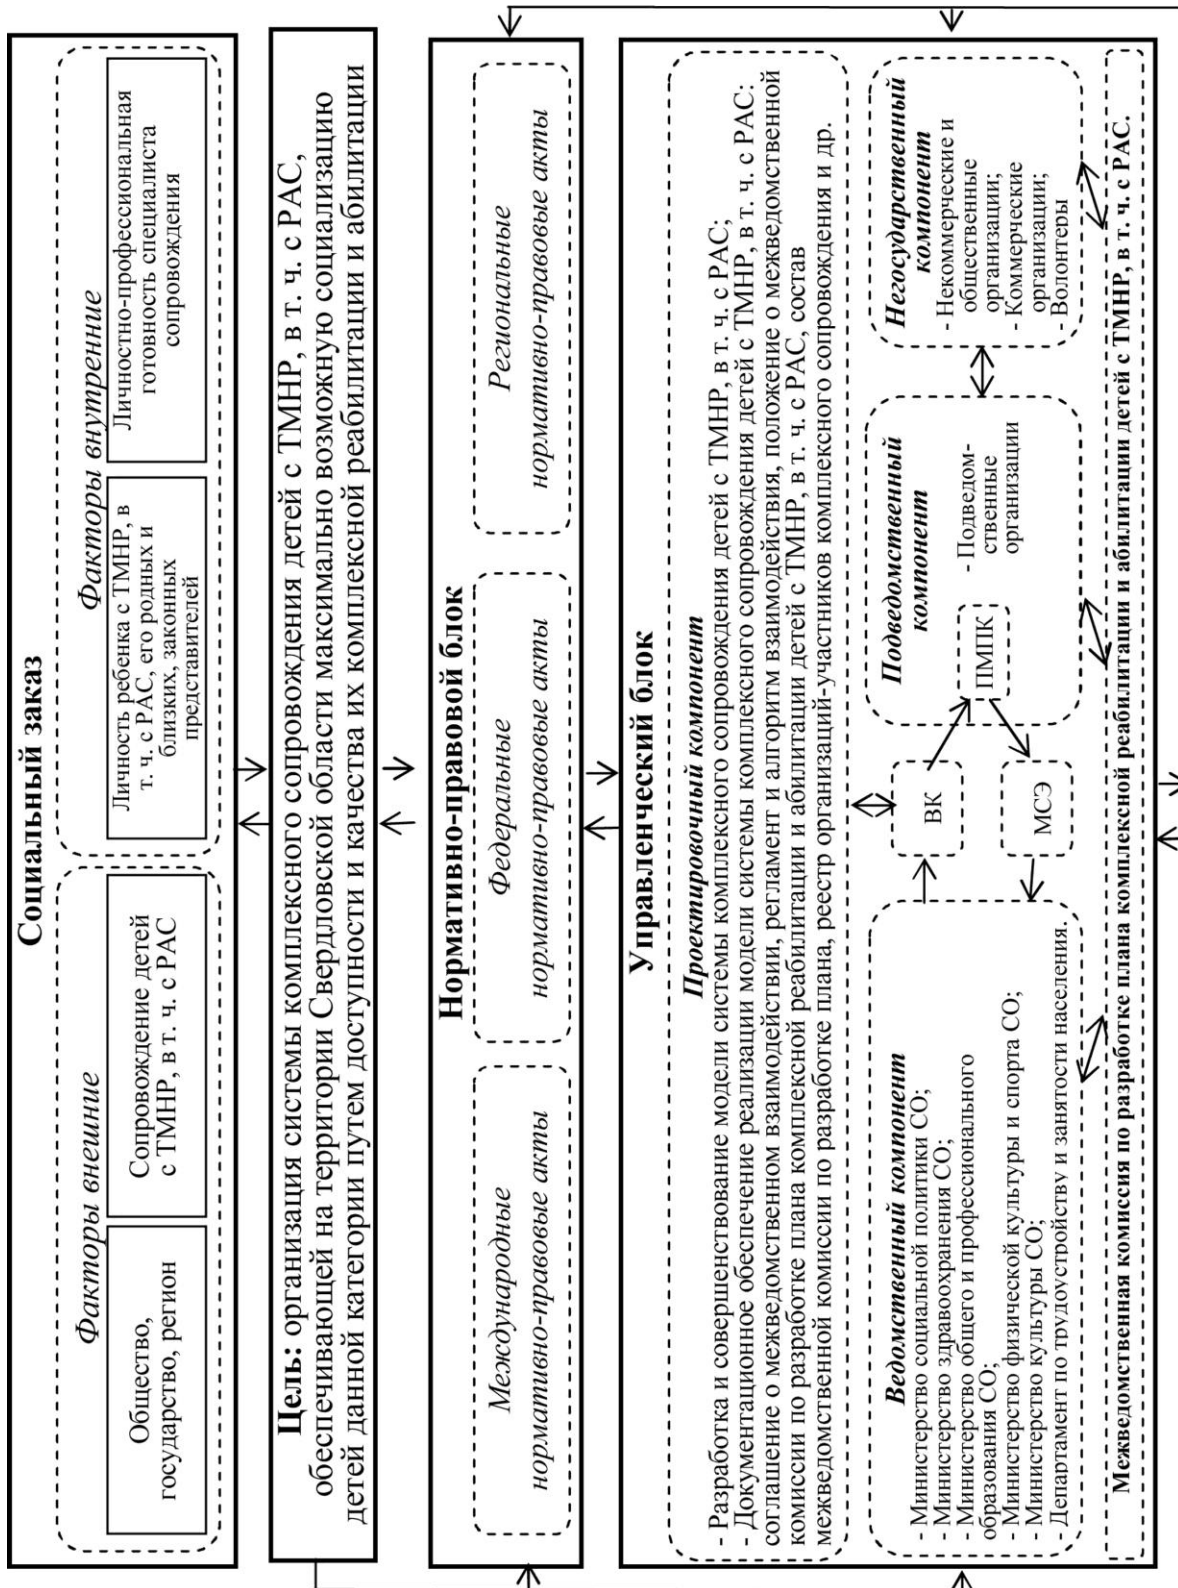 Социальный заказ
Факторы внешние
Общество,
государство, регион
Сопровождение детей
с ТМНР, в т. ч. с РАС
Факторы внутренние
Личность ребенка с ТМНР, в
т. ч. с РАС, его родных и
близких, законных
представителей
Личностно-профессиональная
готовность специалиста
сопровождения
Цель: организация системы комплексного сопровождения детей с ТМНР, в т. ч. с РАС,
обеспечивающей на территории Свердловской области максимально возможную социализацию
детей данной категории путем доступности и качества их комплексной реабилитации и абилитации
Нормативно-правовой блок
Международные
нормативно-правовые акты
Федеральные
нормативно-правовые акты
Региональные
нормативно-правовые акты
Управленческий блок
Проектировочный компонент
- Разработка и совершенствование модели системы комплексного сопровождения детей с ТМНР, в т. ч. с РАС;
- Документационное обеспечение реализации модели системы комплексного сопровождения детей с ТМНР, в т. ч. с РАС:
соглашение о межведомственном взаимодействии, регламент и алгоритм взаимодействия, положение о межведомственной
комиссии по разработке плана комплексной реабилитации и абилитации детей с ТМНР, в т. ч. с РАС, состав
межведомственной комиссии по разработке плана, реестр организаций-участников комплексного сопровождения и др.
Ведомственный компонент
- Министерство социальной политики СО;
- Министерство здравоохранения СО;
- Министерство общего и профессионального
образования СО;
- Министерство физической культуры и спорта СО;
- Министерство культуры СО;
- Департамент по трудоустройству и занятости населения.
ВК
МСЭ
Подведомственный
компонент
ПМПК
- Подведом-
ственные
организации
Негосударственный
компонент
- Некоммерческие и
общественные
организации;
- Коммерческие
организации;
- Волонтеры
Межведомственная комиссия по разработке плана комплексной реабилитации и абилитации детей с ТМНР, в т. ч. с РАС.